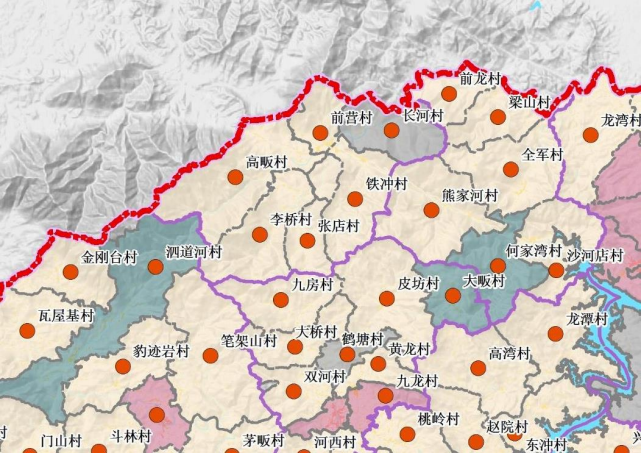 前龙村
梁山村
前营村
长河村
龙湾村
全军村
高畈村
铁冲村
熊家河村
李桥村
张店村
金刚台村
泗道河村
何家湾村
沙河店村
九房村
皮坊村
大畈村
瓦屋基村
龙潭村
大桥村
鹤塘村
豹迹岩村
笔架山村
黄龙村
高湾村
双河村
九龙村
桃岭村
赵院村
村
门山村
斗林村
茅畈村
河西村
东冲村
兴